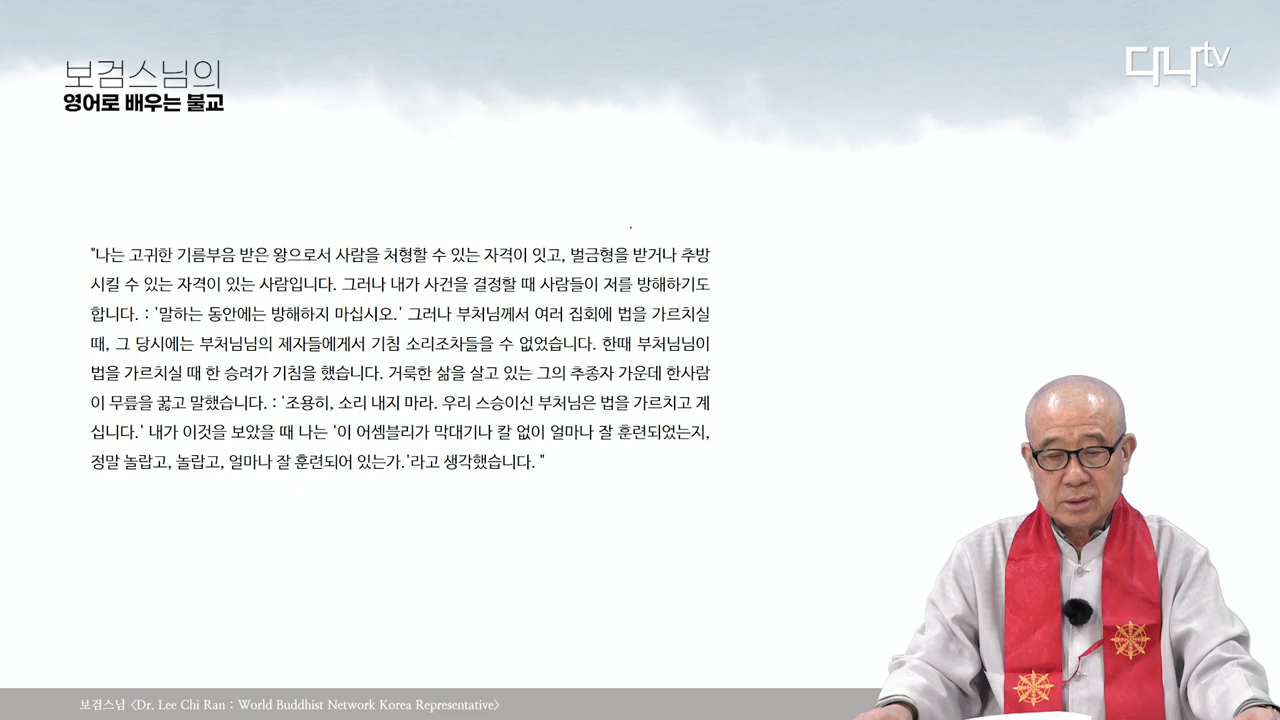 보검스님의
영어로 배우는 불교
디나tv
"나는 고귀한 기름부음 받은 왕으로서 사람을 처형할 수 있는 자격이 잇고, 벌금형을 받거나 추방
시킬 수 있는 자격이 있는 사람입니다. 그러나 내가 사건을 결정할 때 사람들이 저를 방해하기도
합니다. : '말하는 동안에는 방해하지 마십시오.' 그러나 부처님께서 여러 집회에 법을 가르치실
때, 그 당시에는 부처님님의 제자들에게서 기침 소리조차들을 수 없었습니다. 한때 부처님님이
법을 가르치실 때 한 승려가 기침을 했습니다. 거룩한 삶을 살고 있는 그의 추종자 가운데 한사람
이 무릎을 꿇고 말했습니다. : '조용히, 소리 내지 마라. 우리 스승이신 부처님은 법을 가르치고 계
십니다.' 내가 이것을 보았을 때 나는 '이 어셈블리가 막대기나 칼 없이 얼마나 잘 훈련되었는지,
정말 놀랍고, 놀랍고, 얼마나 잘 훈련되어 있는가.'라고 생각했습니다. "
보검스님 <Dr. Lee Chi Ran : World Buddhist Network Korea Representative>